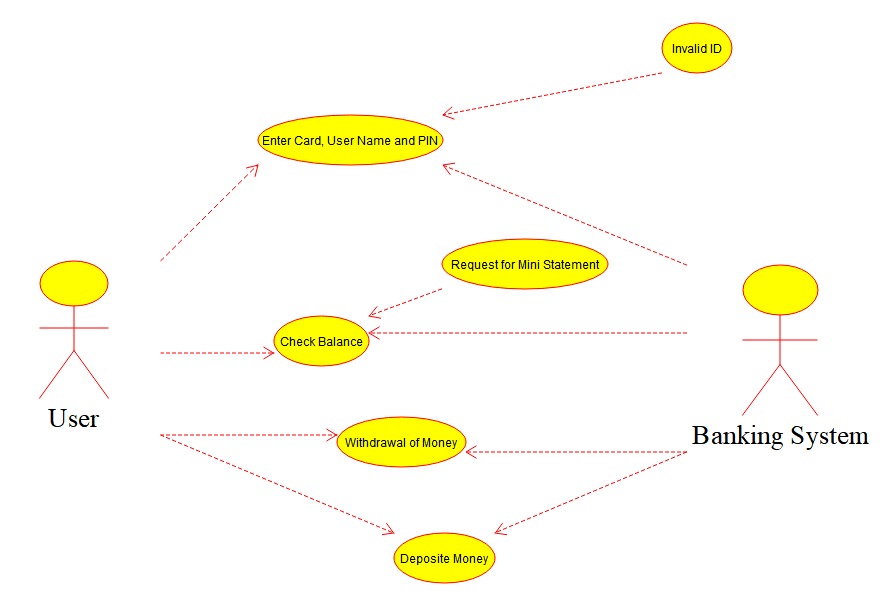 Invalid ID
Enter Card, User Name and PIN
Request for Mini Statement
Check Balance
User
Banking System
Withdrawal of Money
Deposite Money